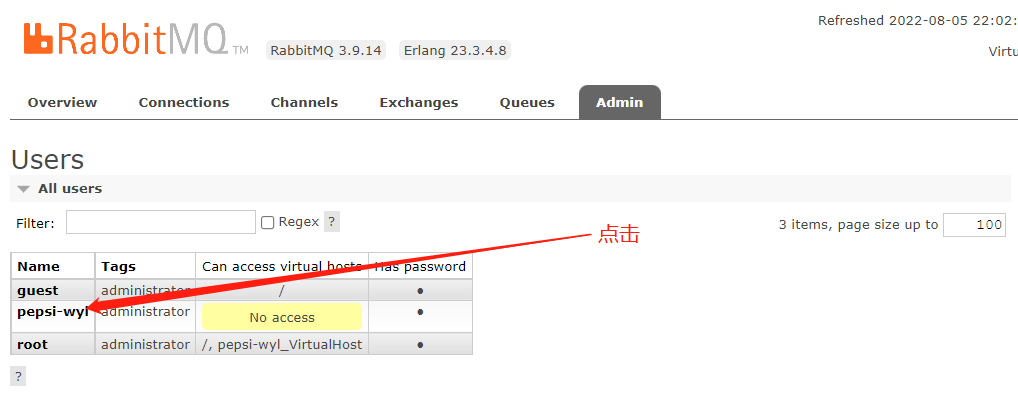 Refreshed 2022-08-05 22:02:
RabbitMQ TM
RabbitMQ 3.9.14 Erlang 23.3.4.8
Virtu
Overview Connections Channels Exchanges Queues Admin
Users
All users
Filter: Regex ? 3 items, page size up to 100
点击
Name Tags Can access virtual hosts Has password
guest administrator / ●
pepsi-wyl administrator No access ●
root administrator /, pepsi-wyl_VirtualHost ●
?